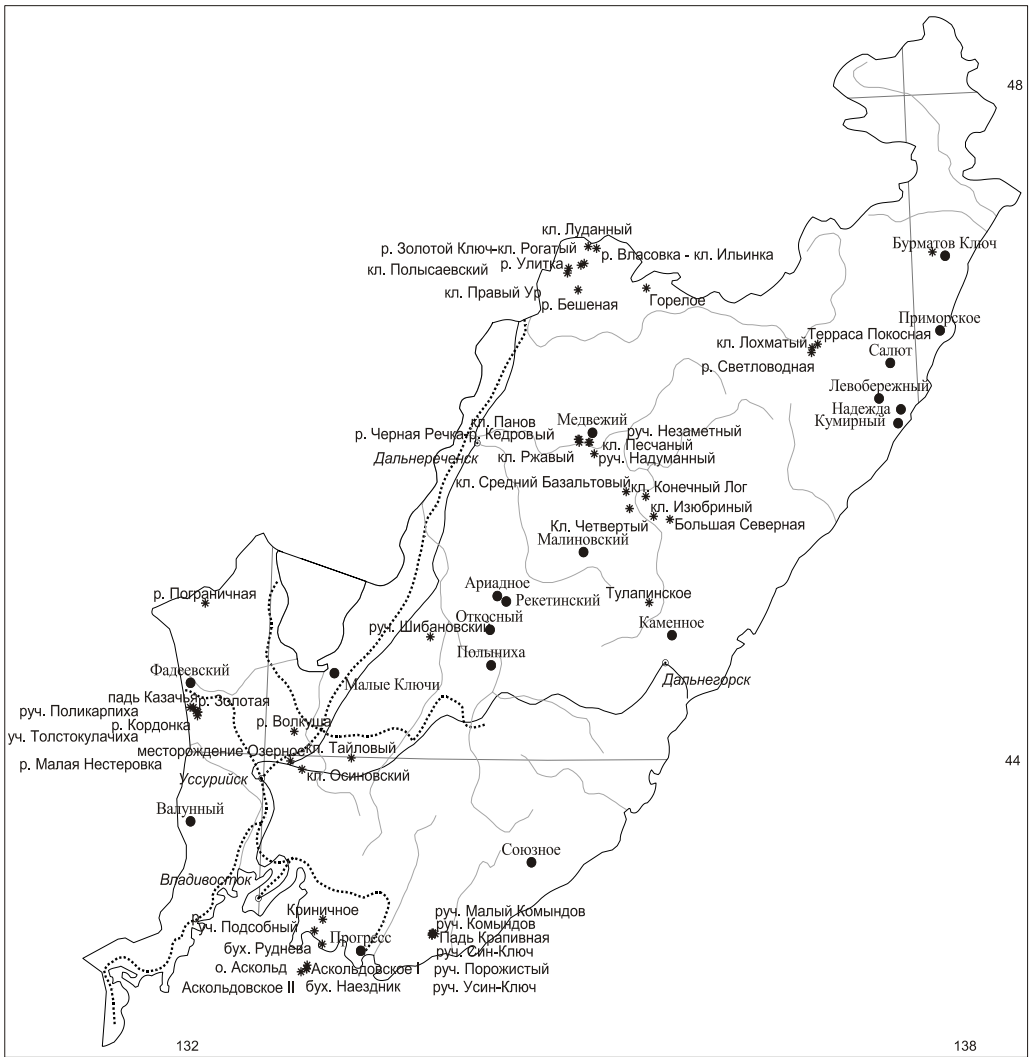 48
кл. Луданный
Бурматов Ключ
р. Золотой Ключ-кл. Рогатый
р. Власовка - кл. Ильинка
р. Улитка
кл. Полысаевский
кл. Правый Ур
р. Бешеная
Горелое
Приморское
Терраса Покосная
кл. Лохматый
Салют
р. Светловодная
Левобережный
Надежда
Кумирный
кл. Панов
Медвежий
р. Черная Речка-р. Кедровый
руч. Незаметный
кл. Песчаный
Дальнереченск
кл. Ржавый
руч. Надуманный
кл. Средний Базальтовый
кл. Конечный Лог
кл. Изюбриный
Кл. Четвертый
Большая Северная
Малиновский
р. Пограничная
Ариадное
Рекетинский
Тулапинское
Откосный
руч. Шибановский
Каменное
Полыниха
Фадеевский
Малые Ключи
Дальнегорск
падь Казачья
р. Золотая
руч. Поликарпиха
р. Кордонка
р. Волкуша
уч. Толстокулачиха
месторождение Озерное
кл. Тайловый
р. Малая Нестеровка
44
Уссурийск
кл. Осиновский
Валунный
Союзное
Владивосток
Криничное
руч. Малый Комындов
р.
уч. Подсобный
руч. Комындов
Прогресс
Падь Крапивная
бух. Руднева
руч. Син-Ключ
о. Аскольд
Аскольдовское I
руч. Порожистый
Аскольдовское II
бух. Наездник
руч. Усин-Ключ
132
138